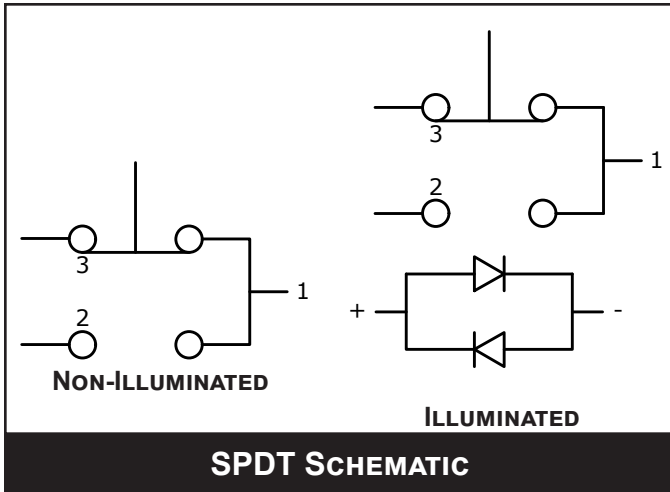 3
2
1
NON-ILLUMINATED
3
2
1
+ -
ILLUMINATED
SPDT SCHEMATIC